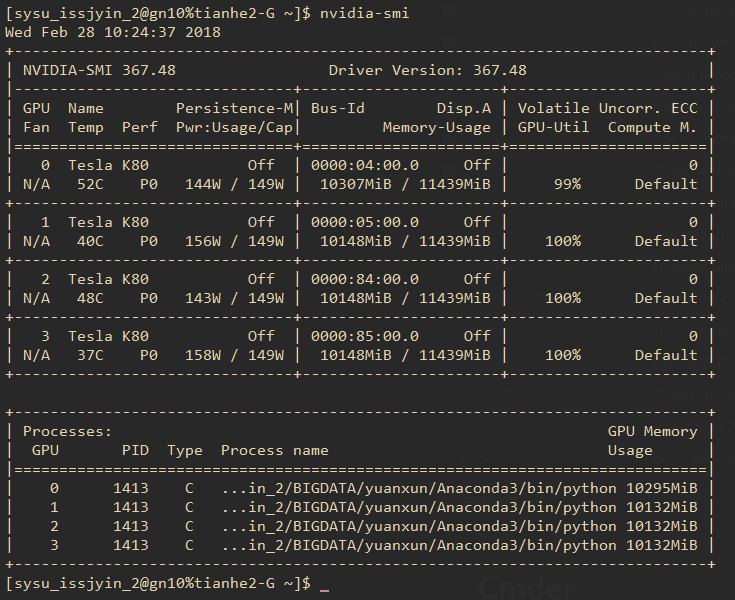 [sysu_issjyin_2@gn10%tianhe2-G ~]$ nvidia-smi
Wed Feb 28 10:24:37 2018
+-----------------------------------------------------------------------------+
| NVIDIA-SMI 367.48                 Driver Version: 367.48                    |
|-------------------------------+----------------------+----------------------+
| GPU  Name        Persistence-M| Bus-Id        Disp.A | Volatile Uncorr. ECC |
| Fan  Temp  Perf  Pwr:Usage/Cap|         Memory-Usage | GPU-Util  Compute M. |
|===============================+======================+======================|
|   0  Tesla K80           Off  | 0000:04:00.0     Off |                    0 |
| N/A   52C    P0   144W / 149W |  10307MiB / 11439MiB |     99%      Default |
+-------------------------------+----------------------+----------------------+
|   1  Tesla K80           Off  | 0000:05:00.0     Off |                    0 |
| N/A   40C    P0   156W / 149W |  10148MiB / 11439MiB |    100%      Default |
+-------------------------------+----------------------+----------------------+
|   2  Tesla K80           Off  | 0000:84:00.0     Off |                    0 |
| N/A   48C    P0   143W / 149W |  10148MiB / 11439MiB |    100%      Default |
+-------------------------------+----------------------+----------------------+
|   3  Tesla K80           Off  | 0000:85:00.0     Off |                    0 |
| N/A   37C    P0   158W / 149W |  10148MiB / 11439MiB |    100%      Default |
+-------------------------------+----------------------+----------------------+
+-----------------------------------------------------------------------------+
| Processes:                                                       GPU Memory |
|  GPU       PID  Type  Process name                               Usage      |
|=============================================================================|
|    0      1413    C   ...in_2/BIGDATA/yuanxun/Anaconda3/bin/python 10295MiB |
|    1      1413    C   ...in_2/BIGDATA/yuanxun/Anaconda3/bin/python 10132MiB |
|    2      1413    C   ...in_2/BIGDATA/yuanxun/Anaconda3/bin/python 10132MiB |
|    3      1413    C   ...in_2/BIGDATA/yuanxun/Anaconda3/bin/python 10132MiB |
+-----------------------------------------------------------------------------+
[sysu_issjyin_2@gn10%tianhe2-G ~]$ _
Cmder